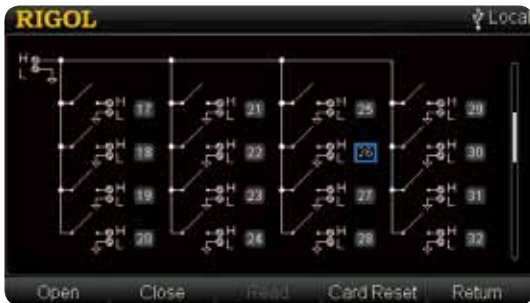 RIGOL Local
H
L
H 17 H 21 H 25 H 29
L L L L
H 18 H 22 H 26 H 30
L L L L
H 19 H 23 H 27 H 31
L L L L
H 20 H 24 H 28 H 32
L L L L
Open Close Read Card Reset Return